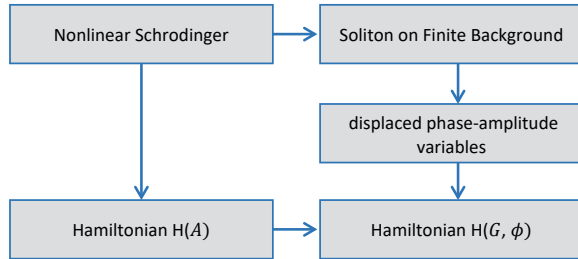 Nonlinear Schrodinger
Soliton on Finite Background
displaced phase-amplitude
variables
Hamiltonian H(𝐴)
Hamiltonian H(𝐺, 𝜙)